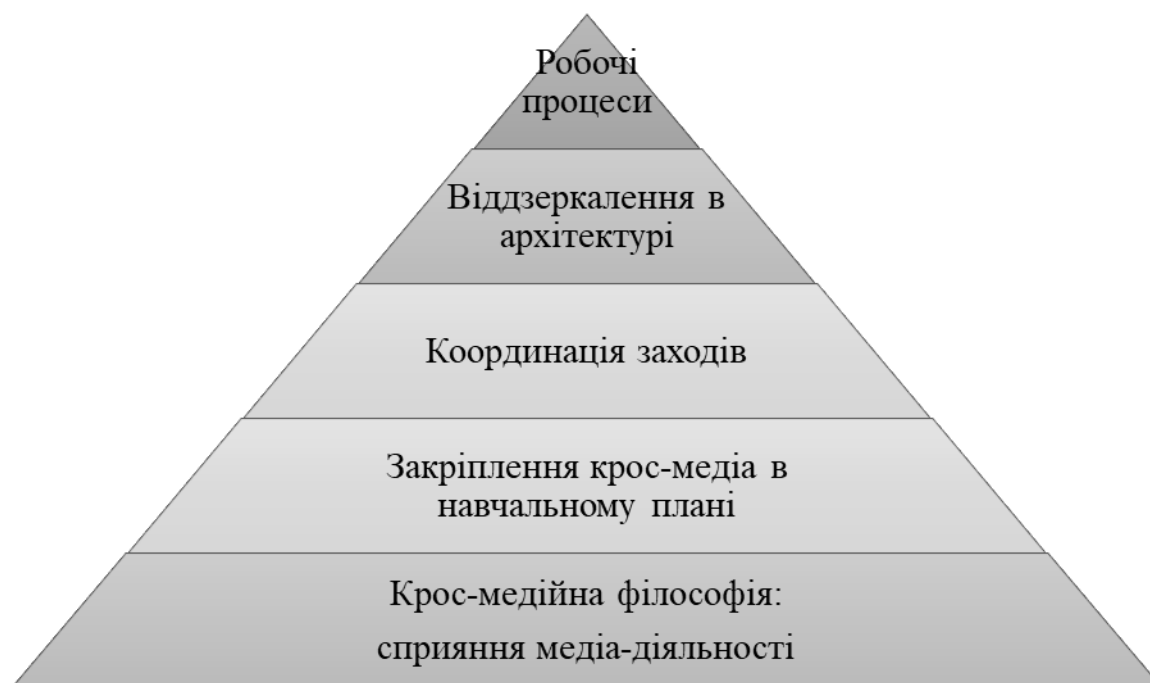 Робочі
процеси
Віддзеркалення в
архітектурі
Координація заходів
Закріплення крос-медіа в
навчальному плані
Крос-медійна філософія:
сприяння медіа-діяльності